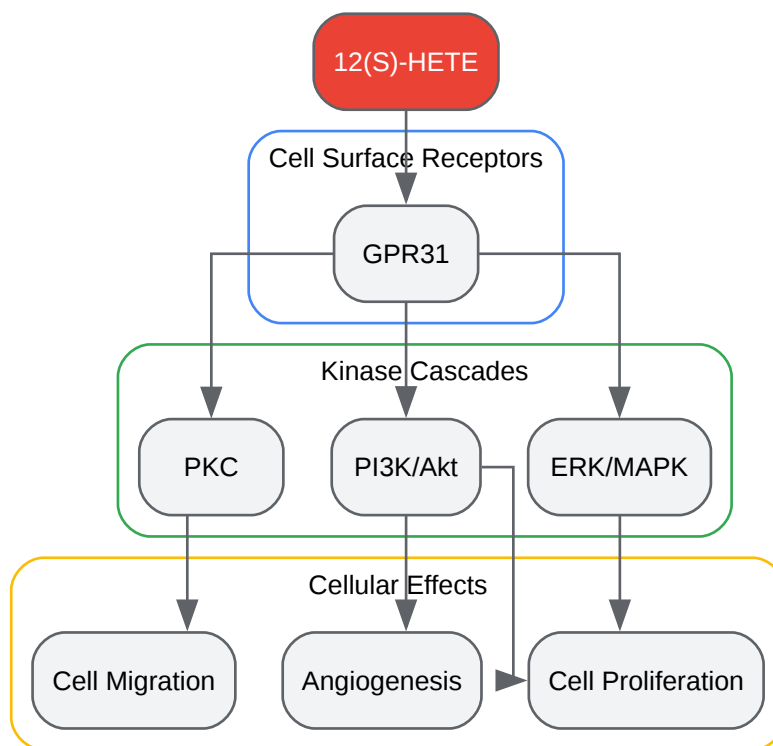 12(S)-HETE
Cell Surface Receptors
GPR31
Kinase Cascades
PKC
PI3K/Akt
ERK/MAPK
Cellular Effects
Cell Migration
Angiogenesis
Cell Proliferation